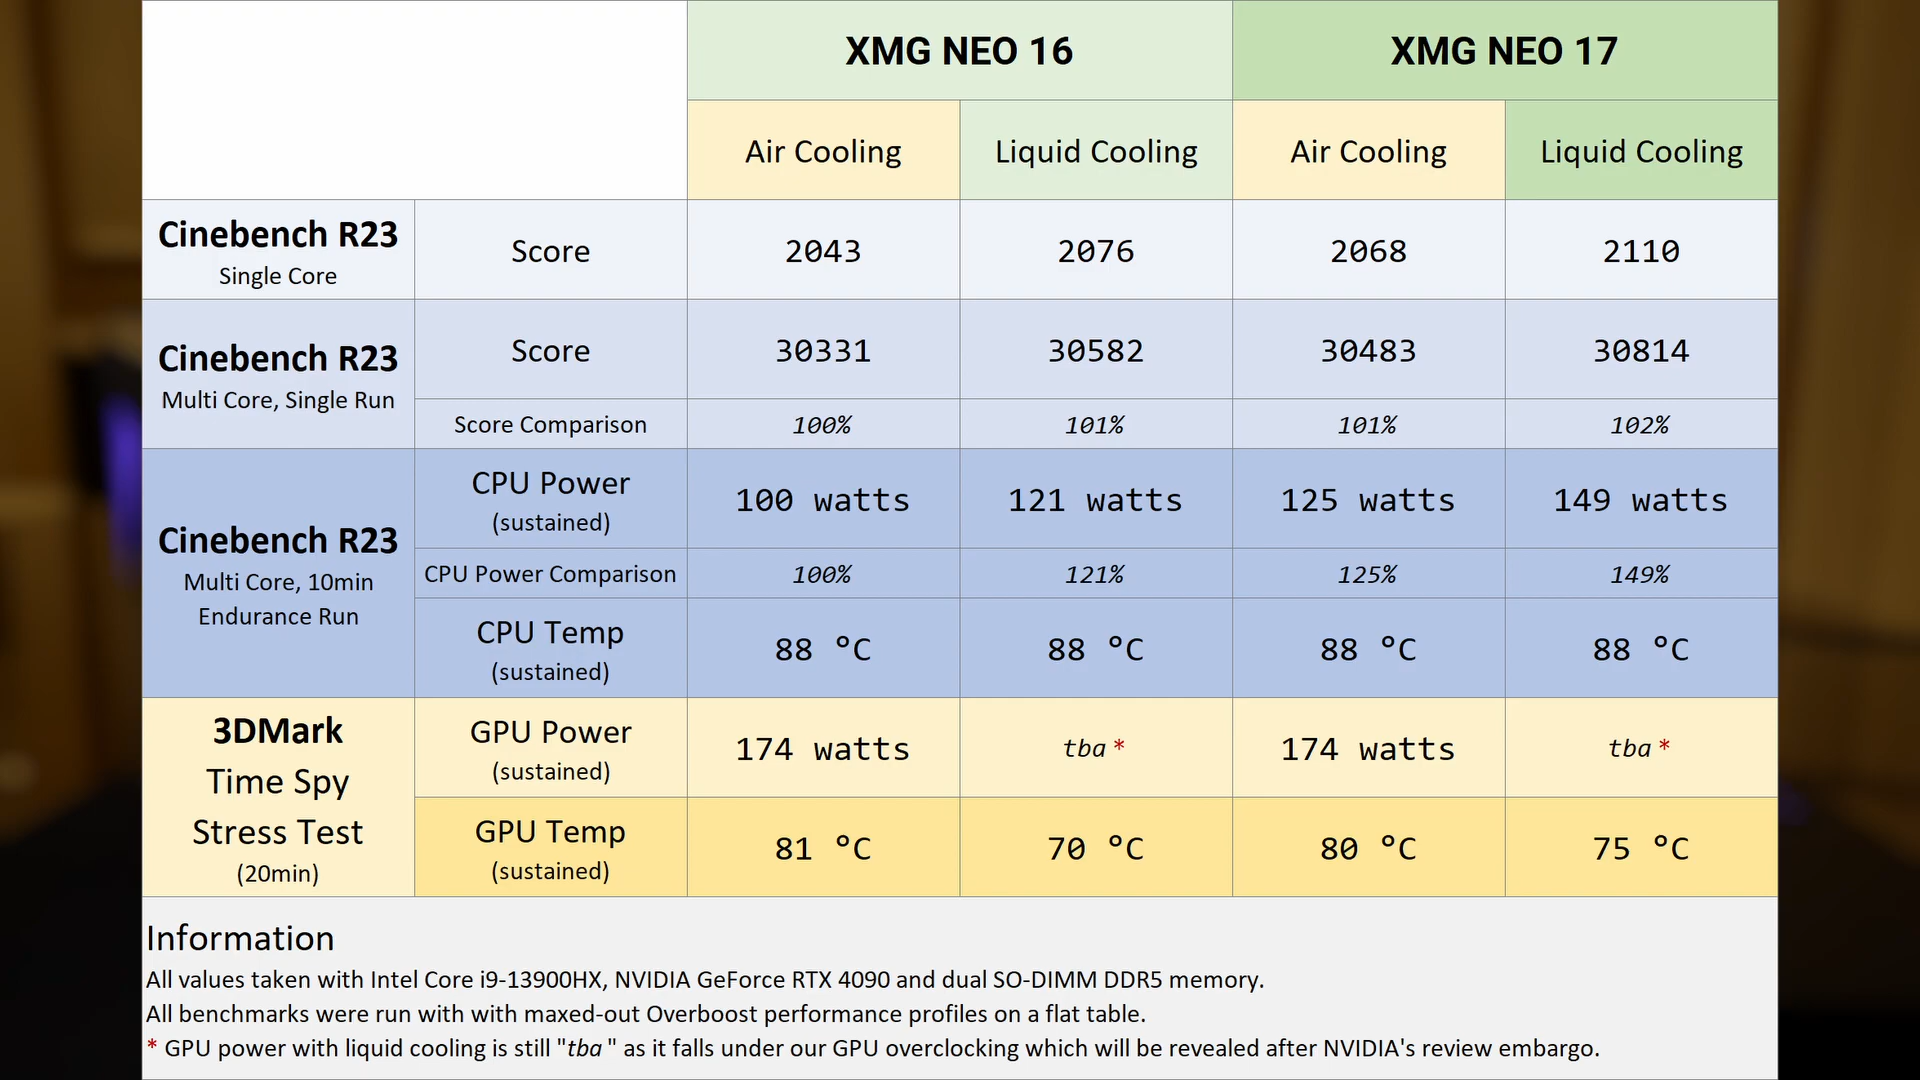 XMG NEO 16 XMG NEO 17
Air Cooling Liquid Cooling Air Cooling Liquid Cooling
Cinebench R23
Single Core
Score 2043 2076 2068 2110
Cinebench R23
Multi Core, Single Run
Score 30331 30582 30483 30814
Score Comparison 100% 101% 101% 102%
Cinebench R23
Multi Core, 10min
Endurance Run
CPU Power
(sustained)
100 watts 121 watts 125 watts 149 watts
CPU Power Comparison 100% 121% 125% 149%
CPU Temp
(sustained)
88 °C 88 °C 88 °C 88 °C
3DMark
Time Spy
Stress Test
(20min)
GPU Power
(sustained)
174 watts tba * 174 watts tba *
GPU Temp
(sustained)
81 °C 70 °C 80 °C 75 °C
Information
All values taken with Intel Core i9-13900HX, NVIDIA GeForce RTX 4090 and dual SO-DIMM DDR5 memory.
All benchmarks were run with with maxed-out Overboost performance profiles on a flat table.
* GPU power with liquid cooling is still "tba " as it falls under our GPU overclocking which will be revealed after NVIDIA's review embargo.